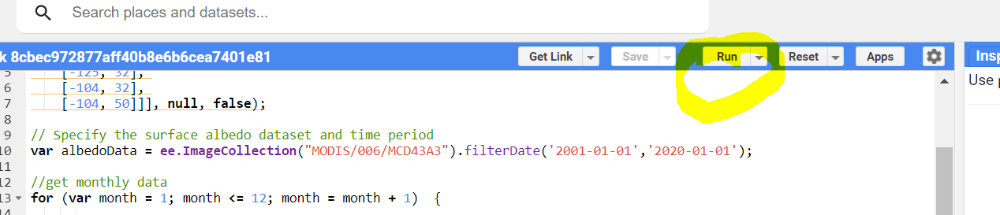 Search places and datasets...
k 8cbec972877aff40b8e6b6cea7401e81
Get Link Save Run Reset Apps
Insp
Use p
5 [-125, 32],
6 [-104, 32],
7 [-104, 50]]], null, false);
8
9 // Specify the surface albedo dataset and time period
10 var albedoData = ee.ImageCollection("MODIS/006/MCD43A3").filterDate('2001-01-01','2020-01-01');
11
12 //get monthly data
13 for (var month = 1; month <= 12; month = month + 1) {
14